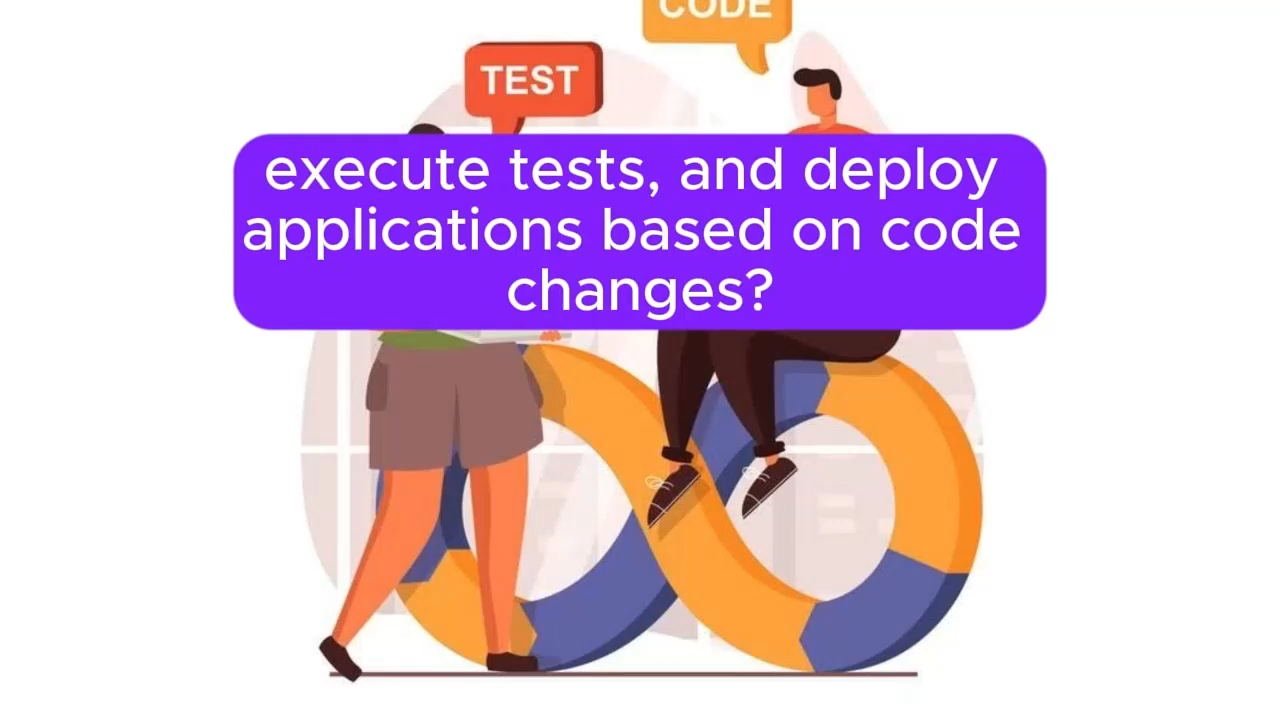 CODE
TEST
execute tests, and deploy
applications based on code
changes?